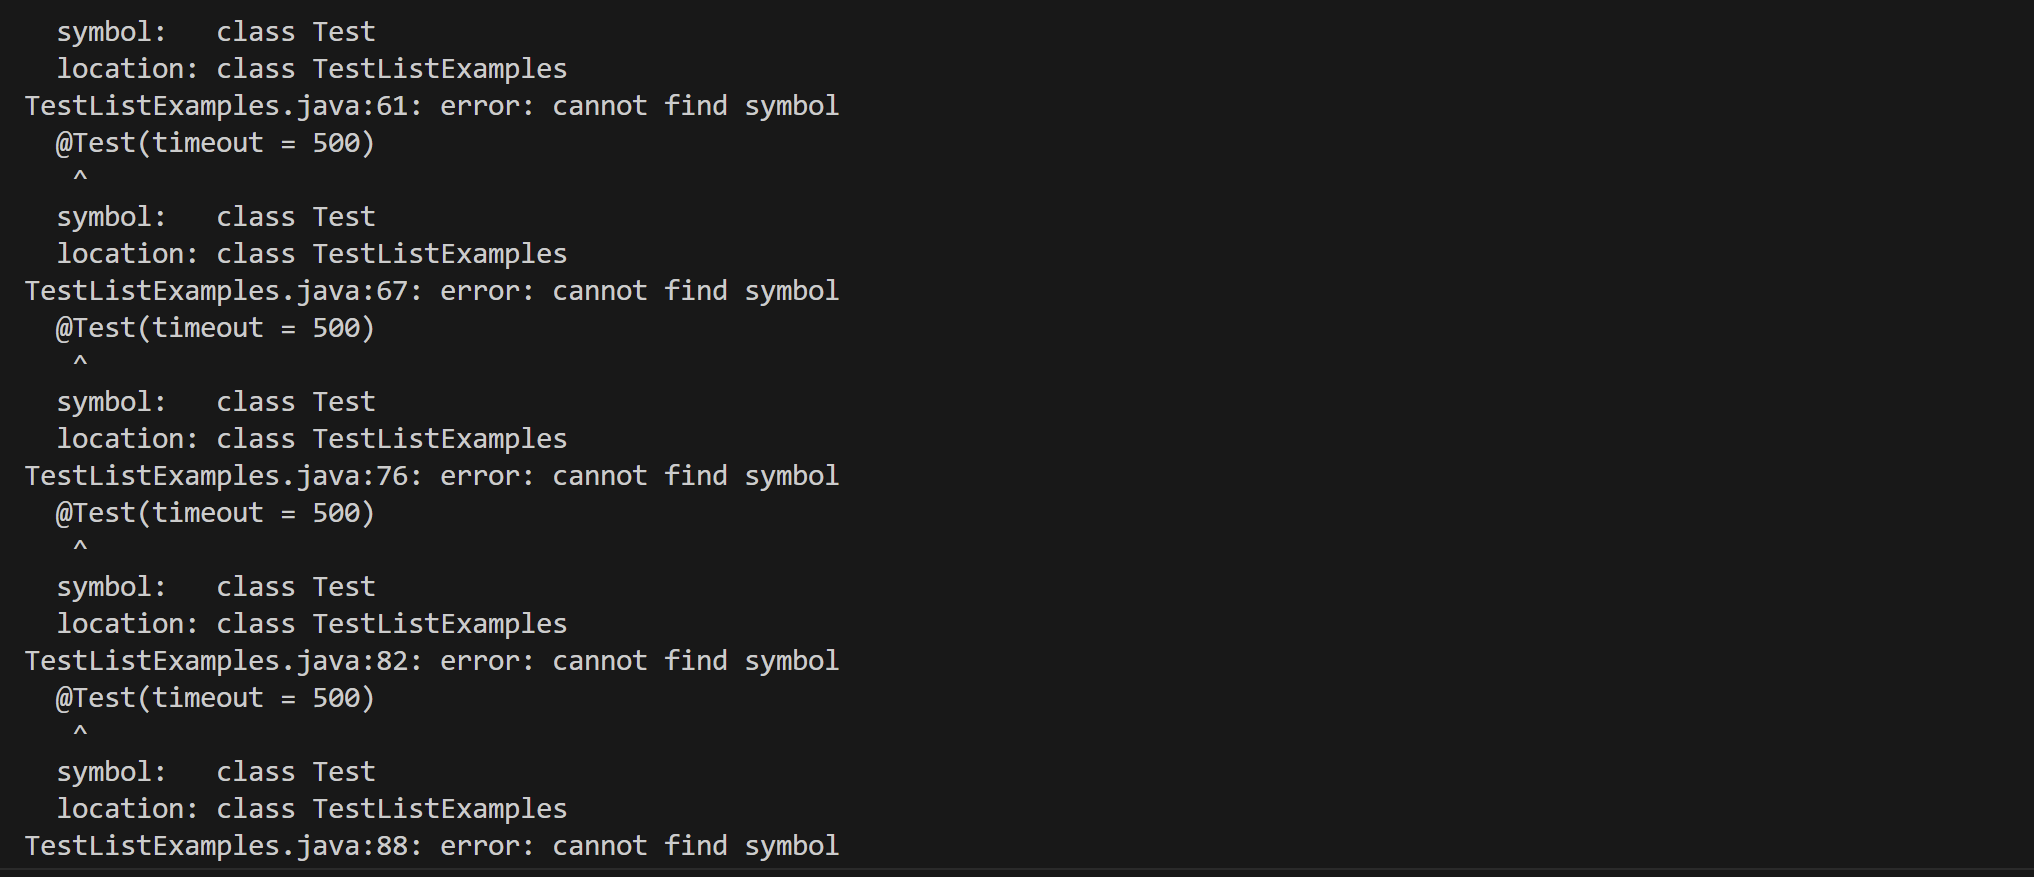 symbol:   class Test
location: class TestListExamples
TestListExamples.java:61: error: cannot find symbol
@Test(timeout = 500)
^
symbol:   class Test
location: class TestListExamples
TestListExamples.java:67: error: cannot find symbol
@Test(timeout = 500)
^
symbol:   class Test
location: class TestListExamples
TestListExamples.java:76: error: cannot find symbol
@Test(timeout = 500)
^
symbol:   class Test
location: class TestListExamples
TestListExamples.java:82: error: cannot find symbol
@Test(timeout = 500)
^
symbol:   class Test
location: class TestListExamples
TestListExamples.java:88: error: cannot find symbol